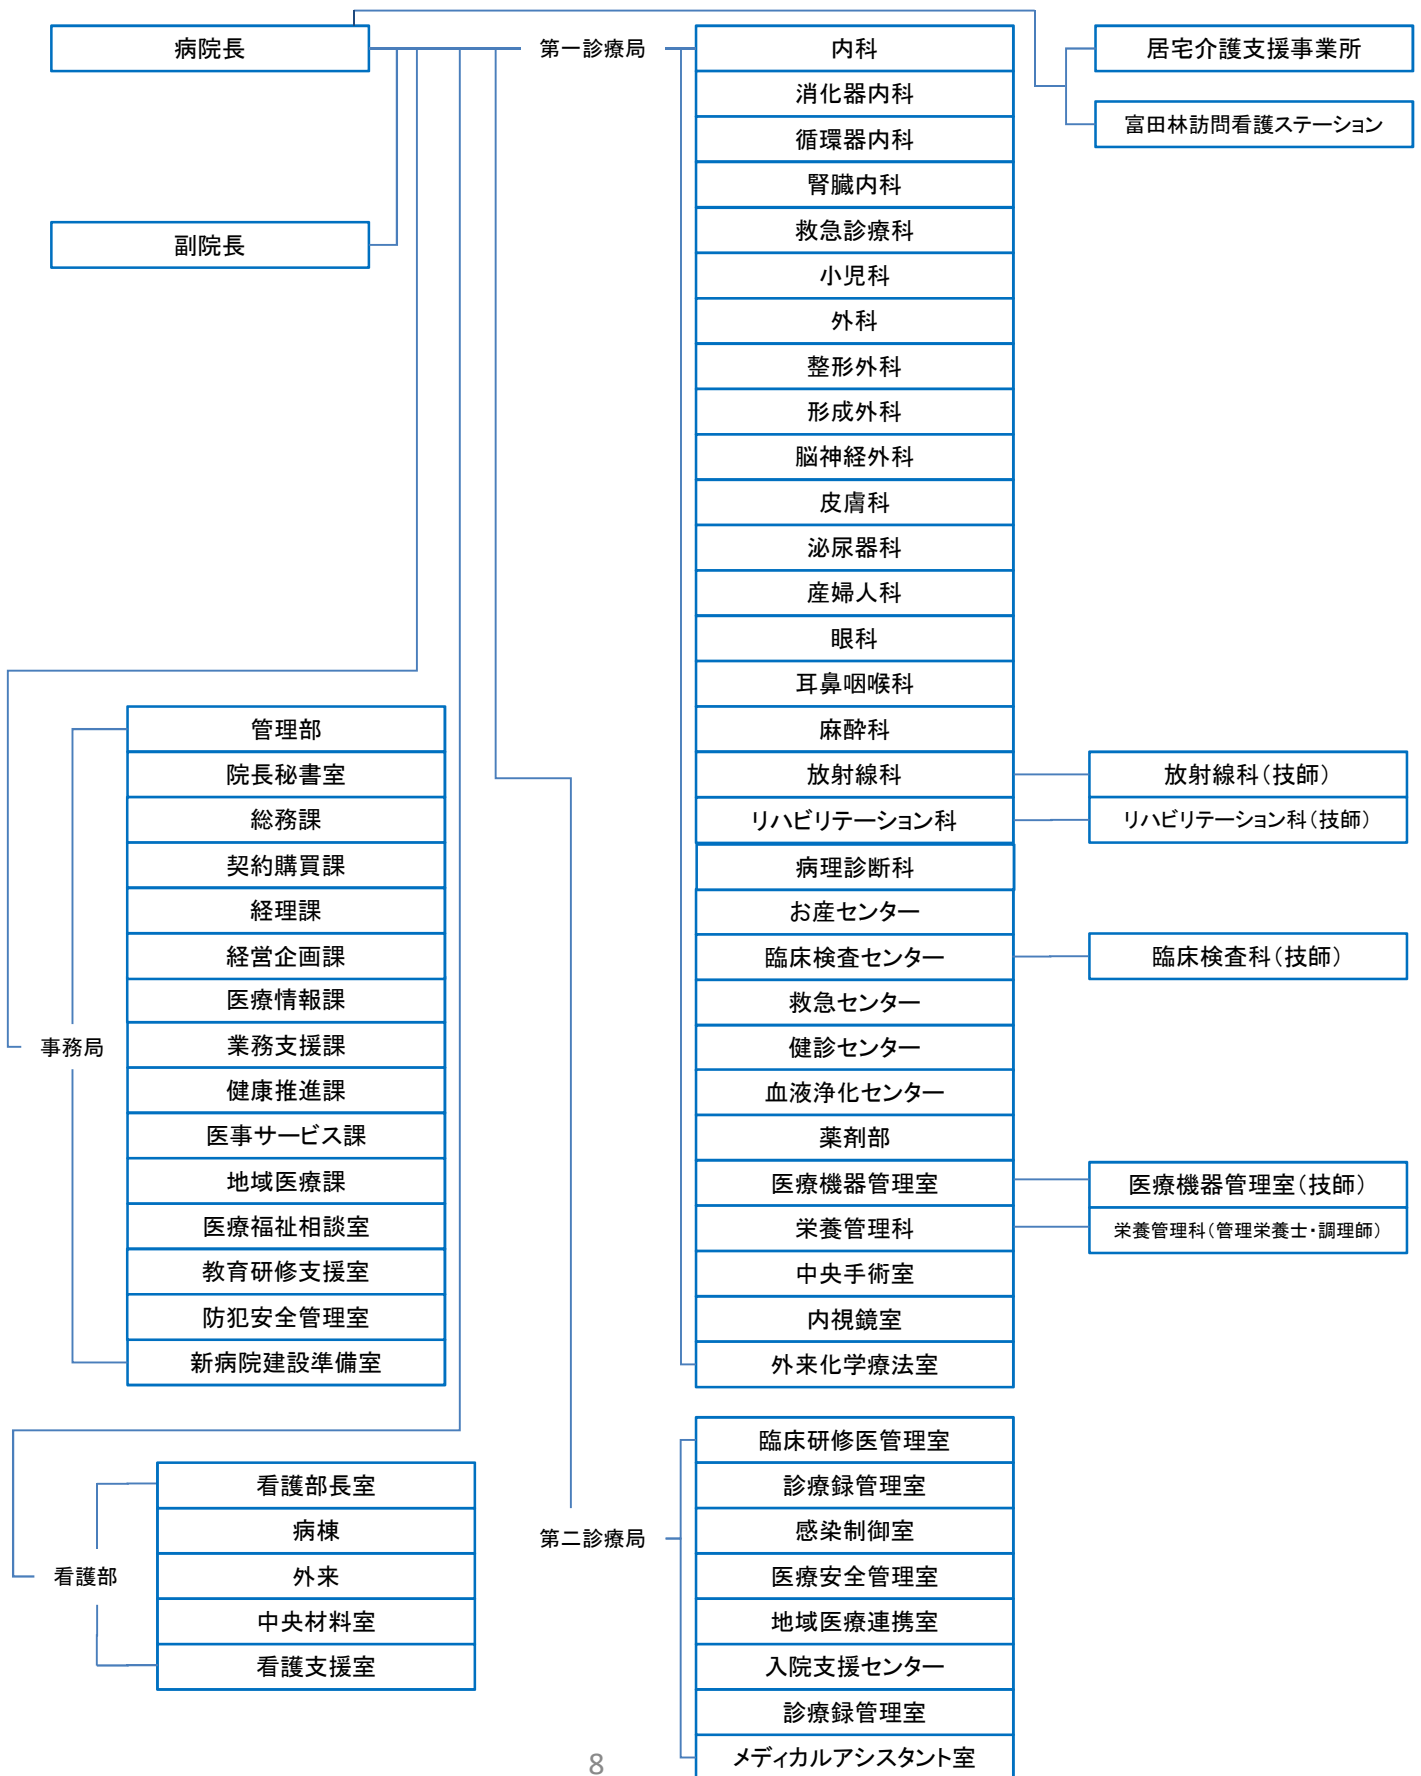 病院長
副院長
第一診療局
内科
消化器内科
循環器内科
腎臓内科
救急診療科
小児科
外科
整形外科
形成外科
脳神経外科
皮膚科
泌尿器科
産婦人科
眼科
耳鼻咽喉科
麻酔科
放射線科
リハビリテーション科
病理診断科
お産センター
臨床検査センター
救急センター
健診センター
血液浄化センター
薬剤部
医療機器管理室
栄養管理科
中央手術室
内視鏡室
外来化学療法室
居宅介護支援事業所
富田林訪問看護ステーション
放射線科(技師)
リハビリテーション科(技師)
臨床検査科(技師)
医療機器管理室(技師)
栄養管理科(管理栄養士・調理師)
事務局
管理部
院長秘書室
総務課
契約購買課
経理課
経営企画課
医療情報課
業務支援課
健康推進課
医事サービス課
地域医療課
医療福祉相談室
教育研修支援室
防犯安全管理室
新病院建設準備室
看護部
看護部長室
病棟
外来
中央材料室
看護支援室
第二診療局
臨床研修医管理室
診療録管理室
感染制御室
医療安全管理室
地域医療連携室
入院支援センター
診療録管理室
メディカルアシスタント室
8